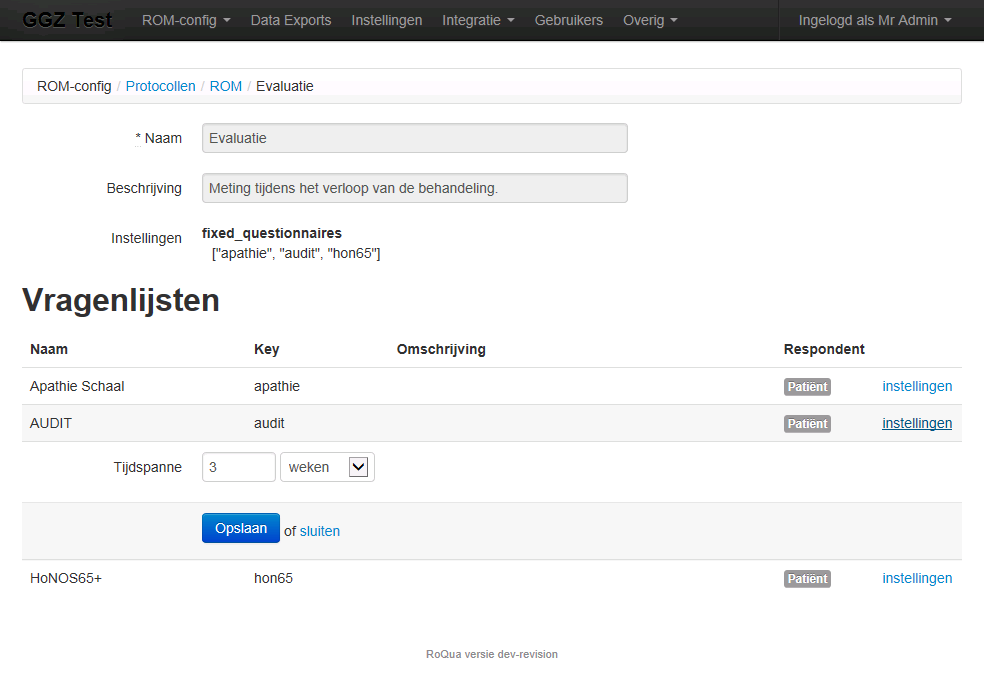 GGZ Test ROM-config Data Exports Instellingen Integratie Gebruikers Overig Ingelogd als Mr Admin
ROM-config / Protocollen / ROM / Evaluatie
* Naam Evaluatie
Beschrijving Meting tijdens het verloop van de behandeling.
Instellingen fixed_questionnaires
["apathie", "audit", "hon65"]
Vragenlijsten
Naam Key Omschrijving Respondent
Apathie Schaal apathie Patiënt instellingen
AUDIT audit Patiënt instellingen
Tijdspanne 3 weken
Opslaan of sluiten
HoNOS65+ hon65 Patiënt instellingen
RoQua versie dev-revision